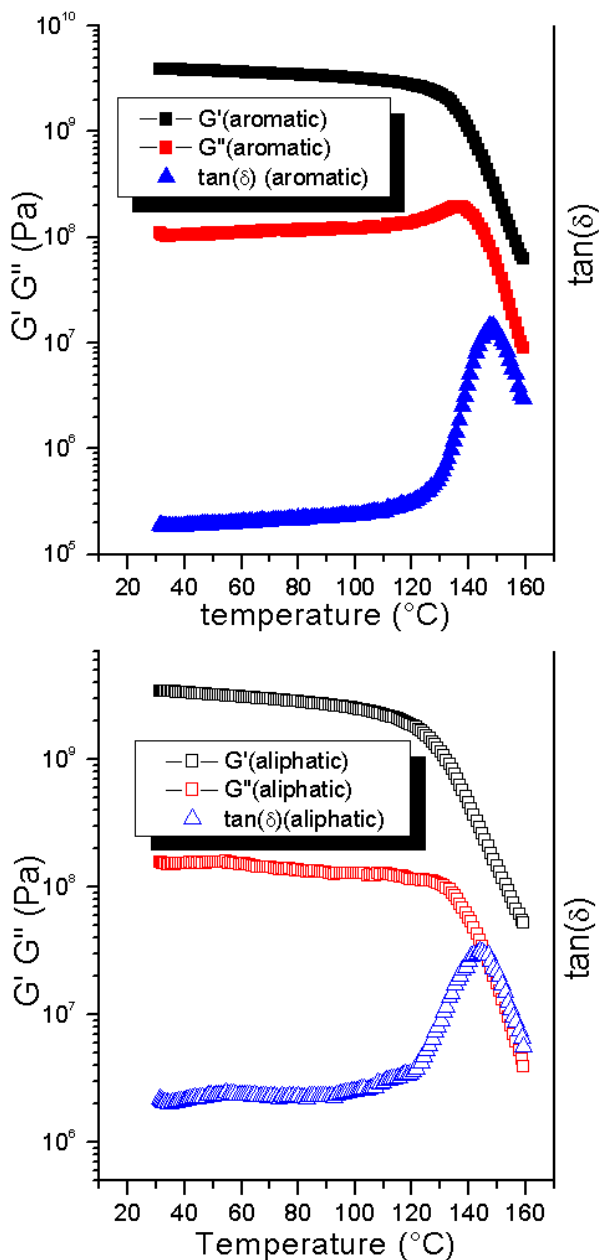 10¹⁰
10⁹
10⁸
10⁷
10⁶
10⁵
G' G" (Pa)
tan(δ)
G'(aromatic)
G"(aromatic)
tan(δ) (aromatic)
20 40 60 80 100 120 140 160
temperature (°C)
10⁹
10⁸
10⁷
10⁶
G' G" (Pa)
tan(δ)
G'(aliphatic)
G"(aliphatic)
tan(δ)(aliphatic)
20 40 60 80 100 120 140 160
Temperature (°C)